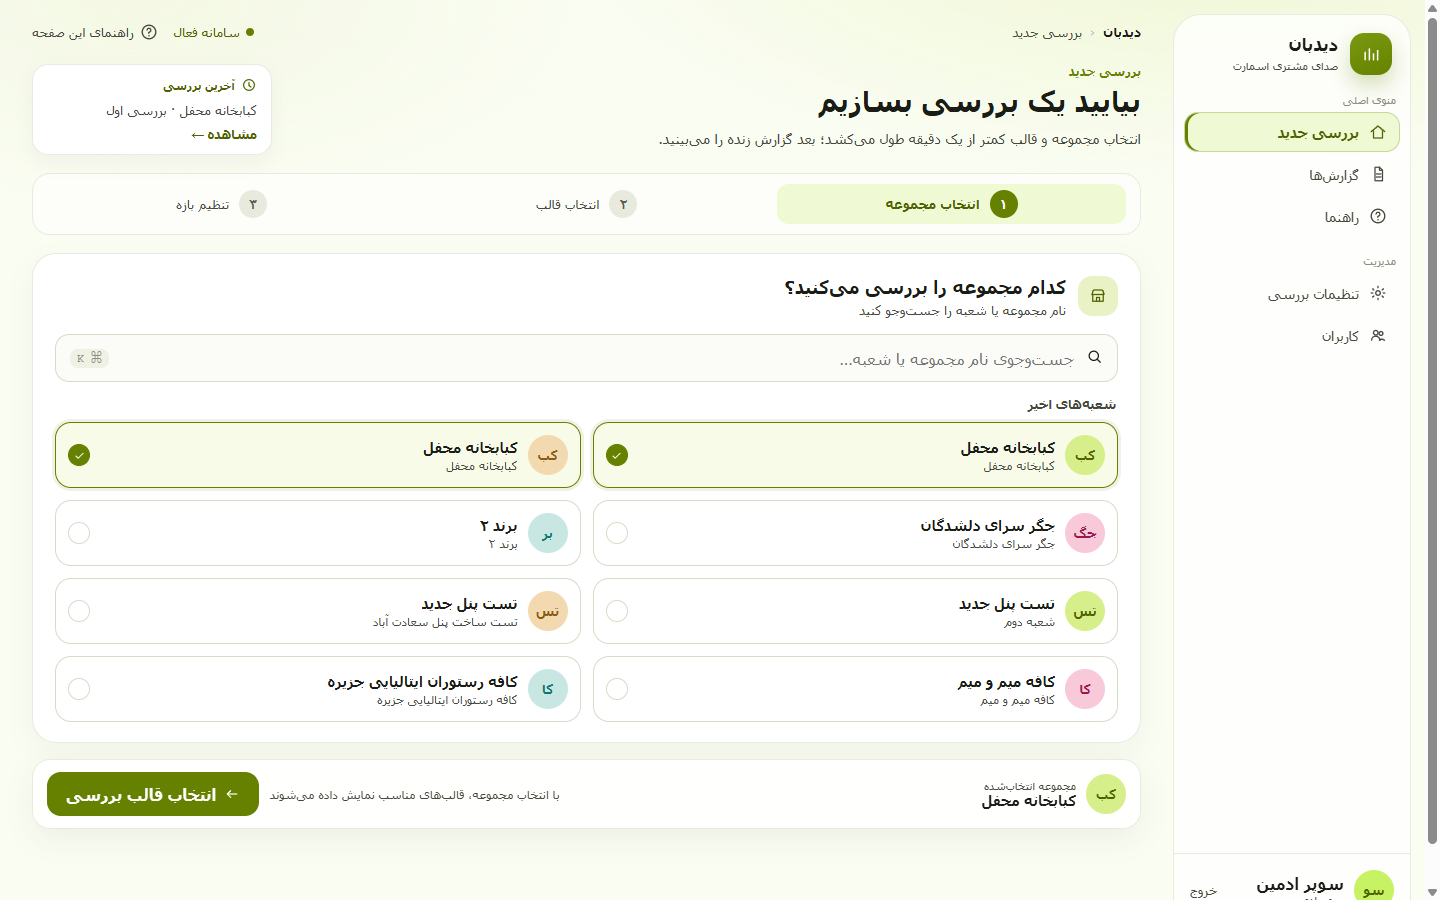 دیدبان
صدای مشتری اسمارت
منوی اصلی
بررسی جدید
گزارش‌ها
راهنما
مدیریت
تنظیمات بررسی
کاربران
سوپر ادمین
سو
خروج
دیدبان › بررسی جدید
سامانه فعال
راهنمای این صفحه
بررسی جدید
بیایید یک بررسی بسازیم
انتخاب مجموعه و قالب کمتر از یک دقیقه طول می‌کشد؛ بعد گزارش زنده را می‌بینید.
آخرین بررسی
کبابخانه محفل · بررسی اول
مشاهده ←
۱ انتخاب مجموعه
۲ انتخاب قالب
۳ تنظیم بازه
کدام مجموعه را بررسی می‌کنید؟
نام مجموعه یا شعبه را جست‌وجو کنید
جست‌وجوی نام مجموعه یا شعبه...
⌘ K
شعبه‌های اخیر
کب
کبابخانه محفل
کبابخانه محفل
کب
کبابخانه محفل
کبابخانه محفل
جگ
جگر سرای دلشدگان
جگر سرای دلشدگان
بر
برند ۲
برند ۲
تس
تست پنل جدید
شعبه دوم
تس
تست پنل جدید
تست ساخت پنل سعادت آباد
کا
کافه میم و میم
کافه میم و میم
کا
کافه رستوران ایتالیایی جزیره
کافه رستوران ایتالیایی جزیره
کب
مجموعه انتخاب‌شده
کبابخانه محفل
با انتخاب مجموعه، قالب‌های مناسب نمایش داده می‌شوند
انتخاب قالب بررسی ←